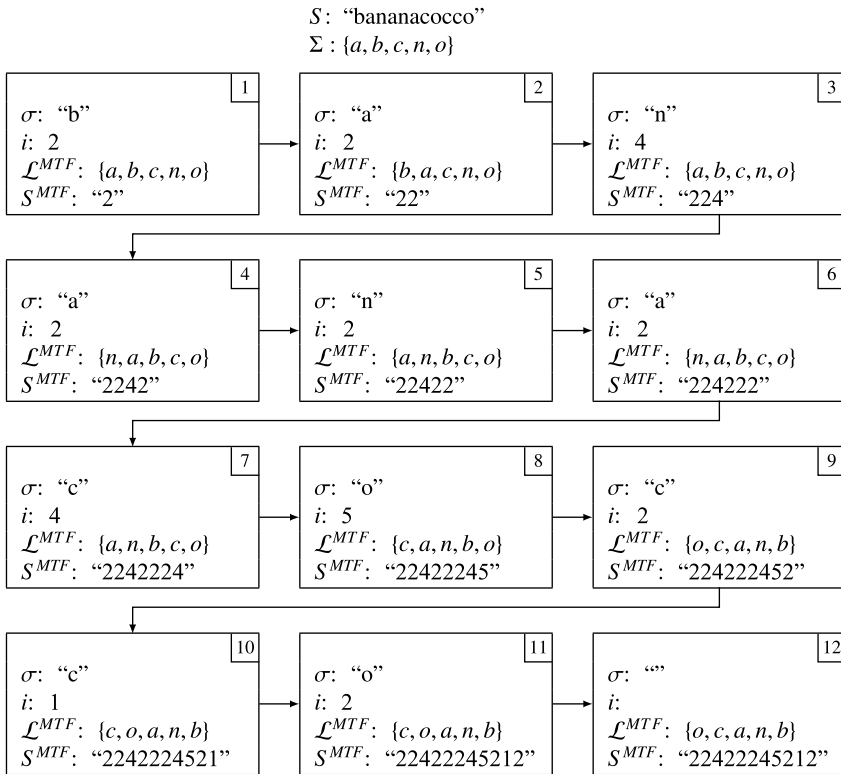 S: “bananacocco”
Σ : {a, b, c, n, o}
1
σ: “b”
i: 2
ℒ^MTF: {a, b, c, n, o}
S^MTF: “2”
2
σ: “a”
i: 2
ℒ^MTF: {b, a, c, n, o}
S^MTF: “22”
3
σ: “n”
i: 4
ℒ^MTF: {a, b, c, n, o}
S^MTF: “224”
4
σ: “a”
i: 2
ℒ^MTF: {n, a, b, c, o}
S^MTF: “2242”
5
σ: “n”
i: 2
ℒ^MTF: {a, n, b, c, o}
S^MTF: “22422”
6
σ: “a”
i: 2
ℒ^MTF: {n, a, b, c, o}
S^MTF: “224222”
7
σ: “c”
i: 4
ℒ^MTF: {a, n, b, c, o}
S^MTF: “2242224”
8
σ: “o”
i: 5
ℒ^MTF: {c, a, n, b, o}
S^MTF: “22422245”
9
σ: “c”
i: 2
ℒ^MTF: {o, c, a, n, b}
S^MTF: “224222452”
10
σ: “c”
i: 1
ℒ^MTF: {c, o, a, n, b}
S^MTF: “2242224521”
11
σ: “o”
i: 2
ℒ^MTF: {c, o, a, n, b}
S^MTF: “22422245212”
12
σ: “”
i:
ℒ^MTF: {o, c, a, n, b}
S^MTF: “22422245212”